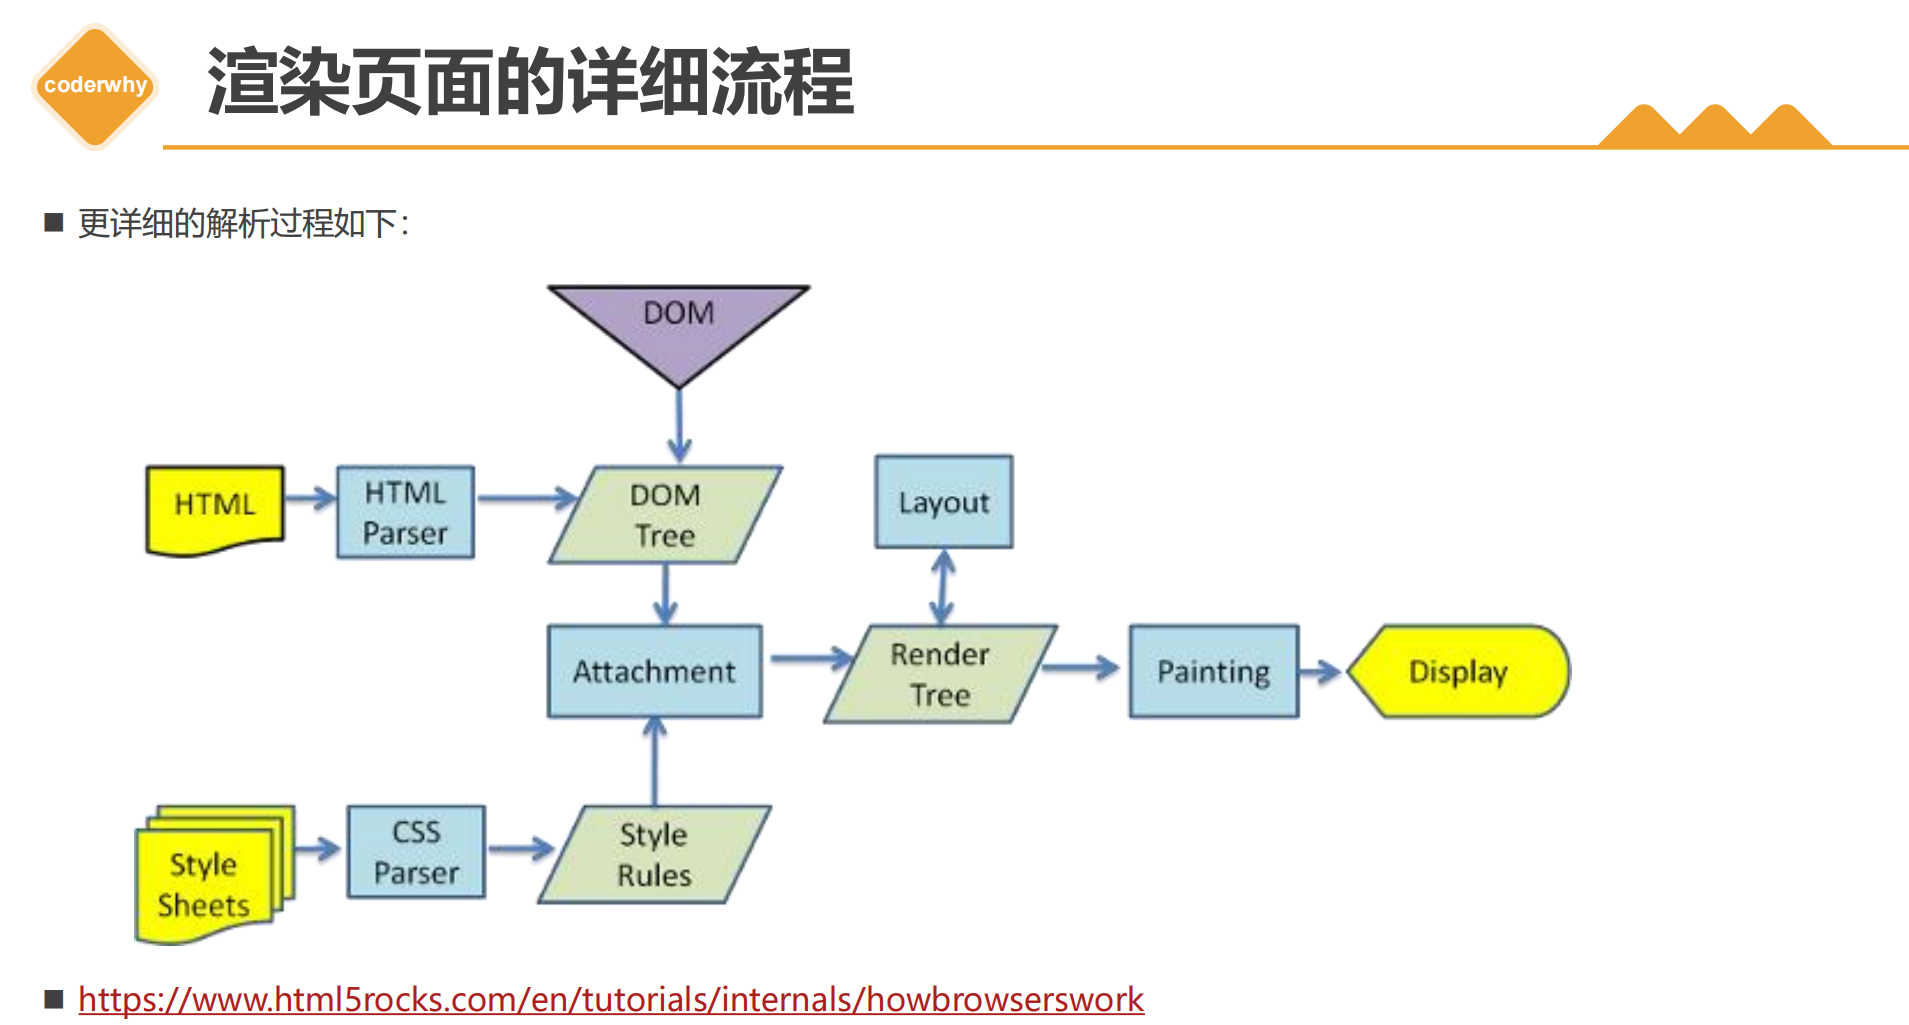 coderwhy
渲染页面的详细流程
更详细的解析过程如下：
DOM
HTML
HTML
Parser
DOM
Tree
Layout
Attachment
Render
Tree
Painting
Display
Style
Sheets
CSS
Parser
Style
Rules
https://www.html5rocks.com/en/tutorials/internals/howbrowserswork